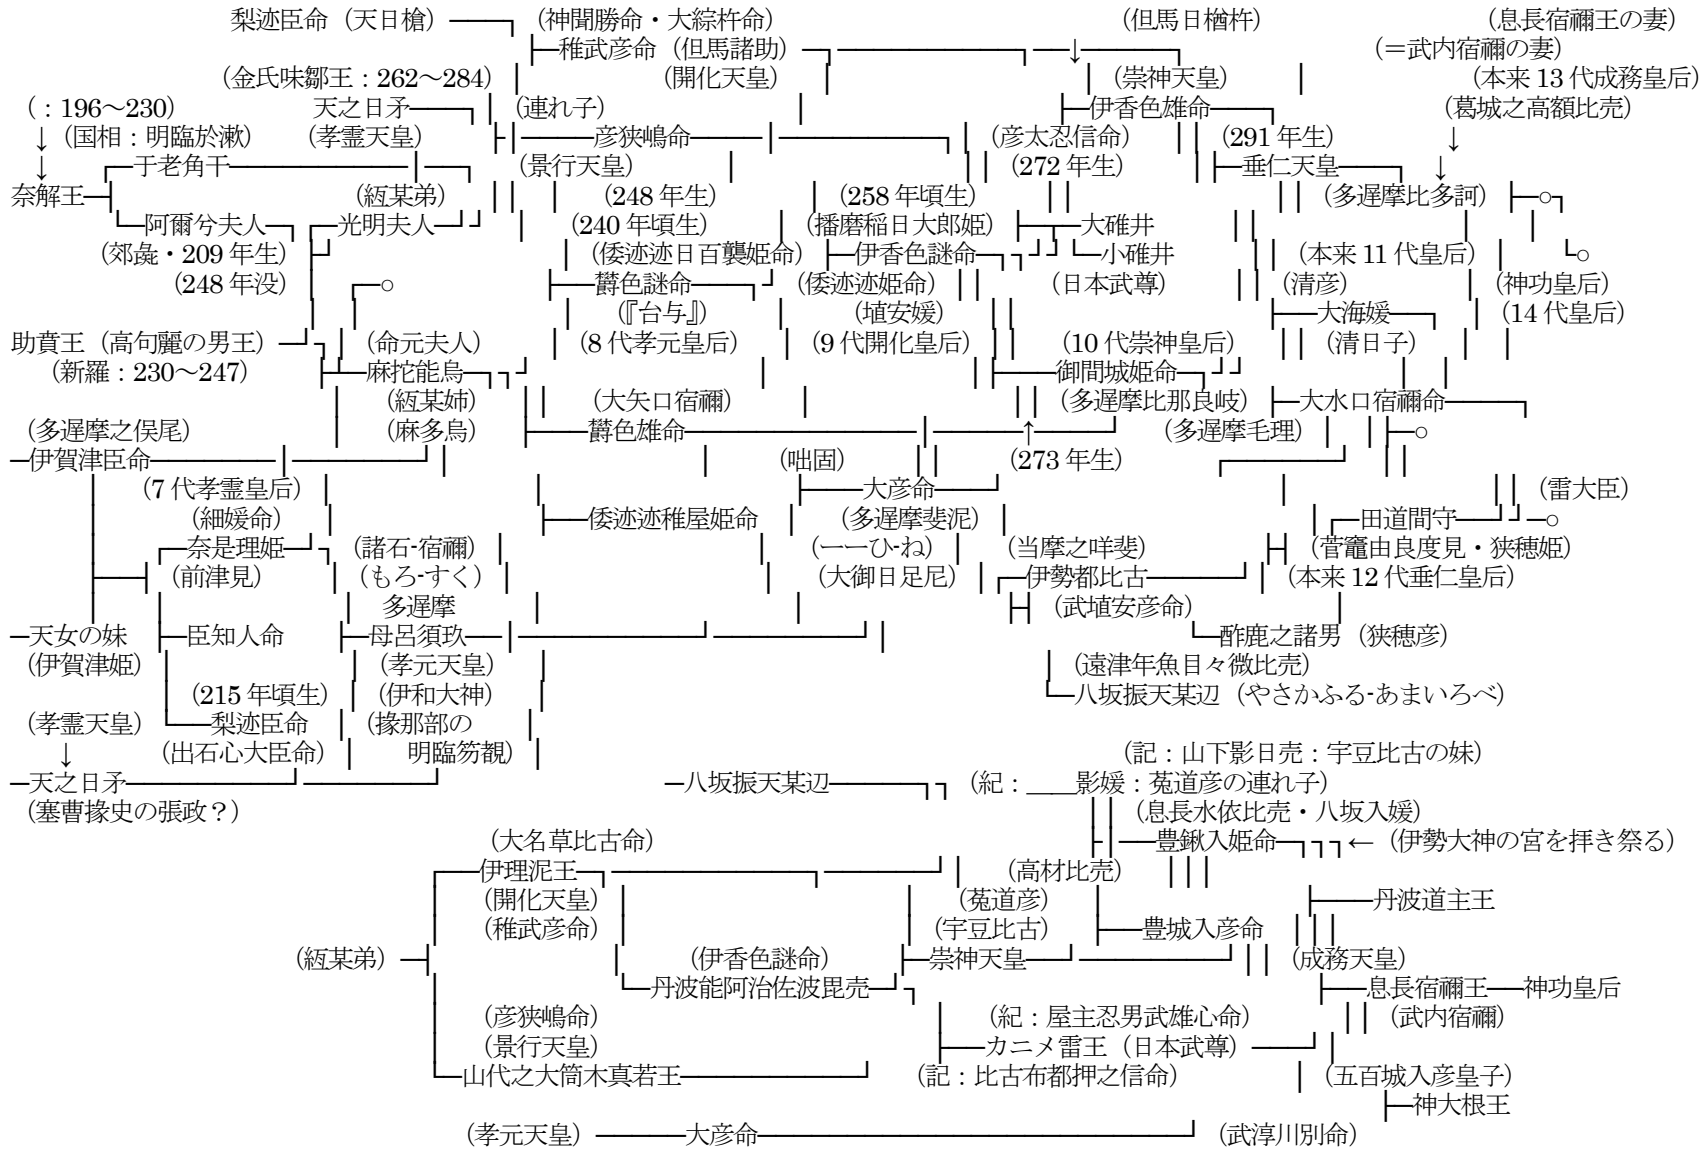 梨迹臣命（天日槍） （神聞勝命・大綜杵命） （但馬日楢杵） （息長宿禰王の妻）
稚武彦命（但馬諸助） ↓ （＝武内宿禰の妻）
（金氏味鄒王：262～284） （開化天皇） （崇神天皇） （本来13代成務皇后）
（：196～230） 天之日矛 （連れ子） 伊香色雄命 （葛城之高額比売）
↓（国相：明臨於漱） （孝霊天皇） 彦狭嶋命 （彦太忍信命） （291年生） ↓
↓ 于老角干 （景行天皇） （272年生） 垂仁天皇 ↓
奈解王 （絚某弟） （248年生） （258年頃生） （多遅摩比多訶） ○
阿爾兮夫人 光明夫人 （240年頃生） （播磨稲日大郎姫） 大碓井
（郊彘・209年生） （倭迹迹日百襲姫命） 伊香色謎命 小碓井 （本来11代皇后） ○
（248年没） ○ 欝色謎命 （倭迹迹姫命） （日本武尊） （清彦） （神功皇后）
（『台与』） （埴安媛） 大海媛 （14代皇后）
助賁王（高句麗の男王） （命元夫人） （8代孝元皇后） （9代開化皇后） （10代崇神皇后） （清日子）
（新羅：230～247） 麻拕能烏 御間城姫命
（絚某姉） （大矢口宿禰） （多遅摩比那良岐） 大水口宿禰命
（多遅摩之俣尾） （麻多烏） 欝色雄命 ↑ （多遅摩毛理） ○
伊賀津臣命 （咄固） （273年生）
（7代孝霊皇后） 大彦命 （雷大臣）
（細媛命） 倭迹迹稚屋姫命 （多遅摩斐泥） 田道間守 ○
奈是理姫 （諸石-宿禰） （ーーひ-ね） （当摩之咩斐） （菅竈由良度見・狭穂姫）
（前津見） （もろ-すく） （大御日足尼） 伊勢都比古 （本来12代垂仁皇后）
多遅摩 （武埴安彦命）
天女の妹 臣知人命 母呂須玖 酢鹿之諸男（狭穂彦）
（伊賀津姫） （孝元天皇） （遠津年魚目々微比売）
（215年頃生） （伊和大神） 八坂振天某辺（やさかふる-あまいろべ）
（孝霊天皇） 梨迹臣命 （掾那部の
↓ （出石心大臣命） 明臨笏観） （記：山下影日売：宇豆比古の妹）
天之日矛 八坂振天某辺 （紀：＿＿影媛：菟道彦の連れ子）
（塞曹掾史の張政？） （息長水依比売・八坂入媛）
（大名草比古命） 豊鍬入姫命 ←（伊勢大神の宮を拝き祭る）
伊理泥王 （高材比売）
（開化天皇） （菟道彦） 丹波道主王
（稚武彦命） （宇豆比古） 豊城入彦命
（絚某弟） （伊香色謎命） 崇神天皇 （成務天皇）
丹波能阿治佐波毘売 息長宿禰王 神功皇后
（彦狭嶋命） （紀：屋主忍男武雄心命） （武内宿禰）
（景行天皇） カニメ雷王（日本武尊）
山代之大筒木真若王 （記：比古布都押之信命） （五百城入彦皇子）
神大根王
（孝元天皇） 大彦命 （武淳川別命）